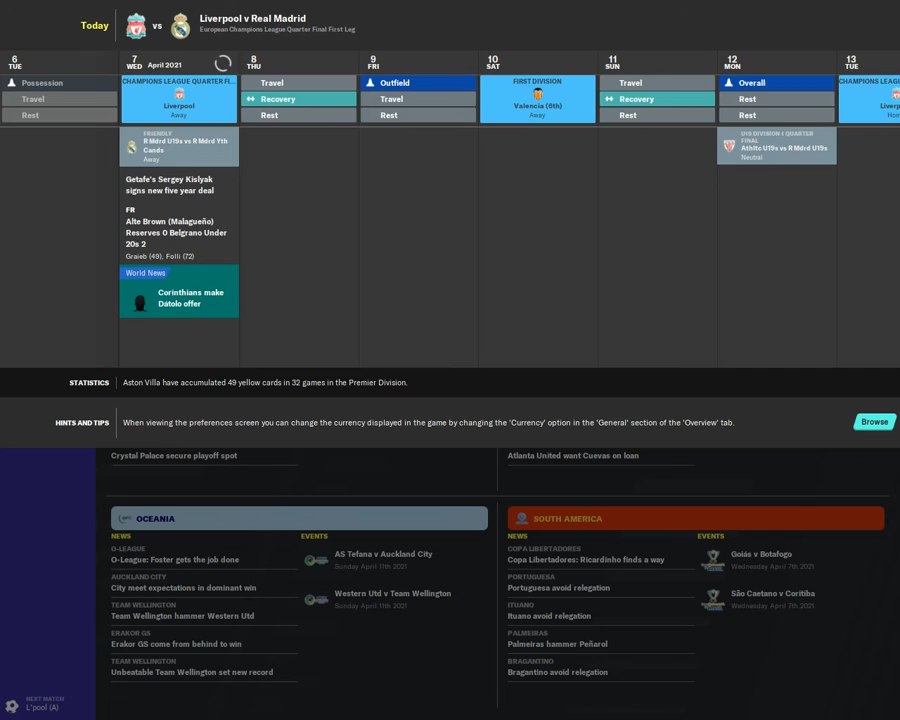 Today
vs
Liverpool v Real Madrid
European Champions League Quarter Final First Leg
6
TUE
7
WED April 2021
8
THU
9
FRI
10
SAT
11
SUN
12
MON
13
TUE
Possession
Travel
Rest
CHAMPIONS LEAGUE QUARTER FI...
Liverpool
Away
Travel
Recovery
Rest
Outfield
Travel
Rest
FIRST DIVISION
Valencia (6th)
Away
Travel
Recovery
Rest
Overall
Rest
Rest
CHAMPIONS LEAGU
Liverp
Hom
FRIENDLY
R Mdrd U19s vs R Mdrd Yth
Cands
Away
U19 DIVISION 1 QUARTER
FINAL
Athltc U19s vs R Mdrd U19s
Neutral
Getafe's Sergey Kislyak
signs new five year deal
FR
Alte Brown (Malagueño)
Reserves 0 Belgrano Under
20s 2
Graieb (49), Folli (72)
World News
Corinthians make
Dátolo offer
STATISTICS
Aston Villa have accumulated 49 yellow cards in 32 games in the Premier Division.
HINTS AND TIPS
When viewing the preferences screen you can change the currency displayed in the game by changing the 'Currency' option in the 'General' section of the 'Overview' tab.
Browse
Crystal Palace secure playoff spot
Atlanta United want Cuevas on loan
OCEANIA
NEWS
EVENTS
O-LEAGUE
O-League: Foster gets the job done
AUCKLAND CITY
City meet expectations in dominant win
TEAM WELLINGTON
Team Wellington hammer Western Utd
ERAKOR GS
Erakor GS come from behind to win
TEAM WELLINGTON
Unbeatable Team Wellington set new record
AS Tefana v Auckland City
Sunday April 11th 2021
Western Utd v Team Wellington
Sunday April 11th 2021
SOUTH AMERICA
NEWS
EVENTS
COPA LIBERTADORES
Copa Libertadores: Ricardinho finds a way
PORTUGUESA
Portuguesa avoid relegation
ITUANO
Ituano avoid relegation
PALMEIRAS
Palmeiras hammer Peñarol
BRAGANTINO
Bragantino avoid relegation
Goiás v Botafogo
Wednesday April 7th 2021
São Caetano v Coritiba
Wednesday April 7th 2021
NEXT MATCH
L'pool (A)